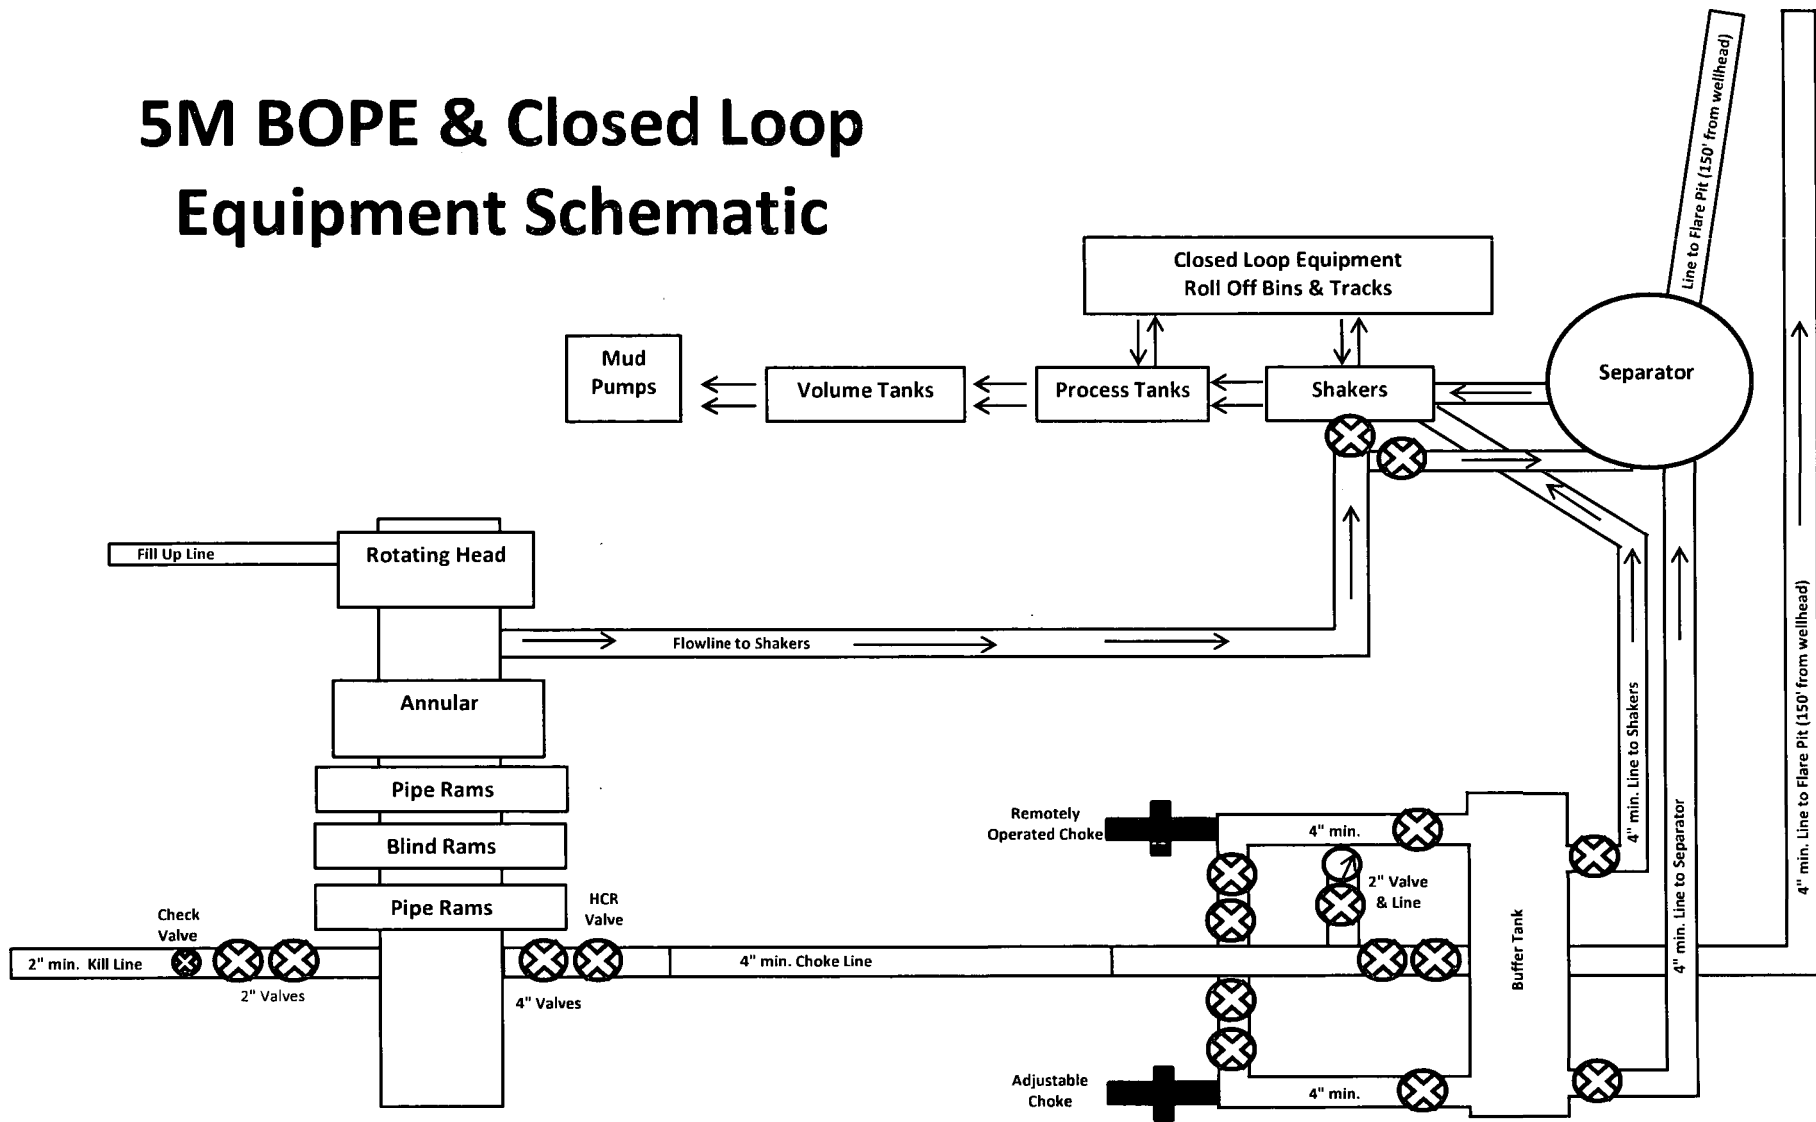 5M BOPE & Closed Loop
Equipment Schematic
Line to Flare Pit (150' from wellhead)
Closed Loop Equipment
Roll Off Bins & Tracks
Mud
Pumps
Volume Tanks
Process Tanks
Shakers
Separator
Fill Up Line
Rotating Head
Flowline to Shakers
Annular
Pipe Rams
Blind Rams
Pipe Rams
Check
Valve
HCR
Valve
2" min. Kill Line
2" Valves
4" Valves
4" min. Choke Line
Remotely
Operated Choke
4" min.
2" Valve
& Line
Adjustable
Choke
4" min.
Buffer Tank
4" min. Line to Shakers
4" min. Line to Separator
4" min. Line to Flare Pit (150' from wellhead)